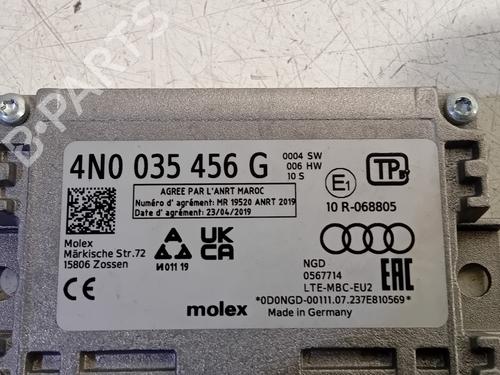 B-PARTS
4N0 035 456 G
0004 SW
006 HW
10 S
E1
TP
10 R-068805
AGREE PAR L'ANRT MAROC
Numéro d' agrément: MR 19520 ANRT 2019
Date d' agrément: 23/04/2019
Molex
Märkische Str.72
15806 Zossen
UK
CA
И011 19
NGD
0567714
LTE-MBC-EU2
EAC
CE
molex
*0D0NGD-00111.07.237E810569*
Made in Germany